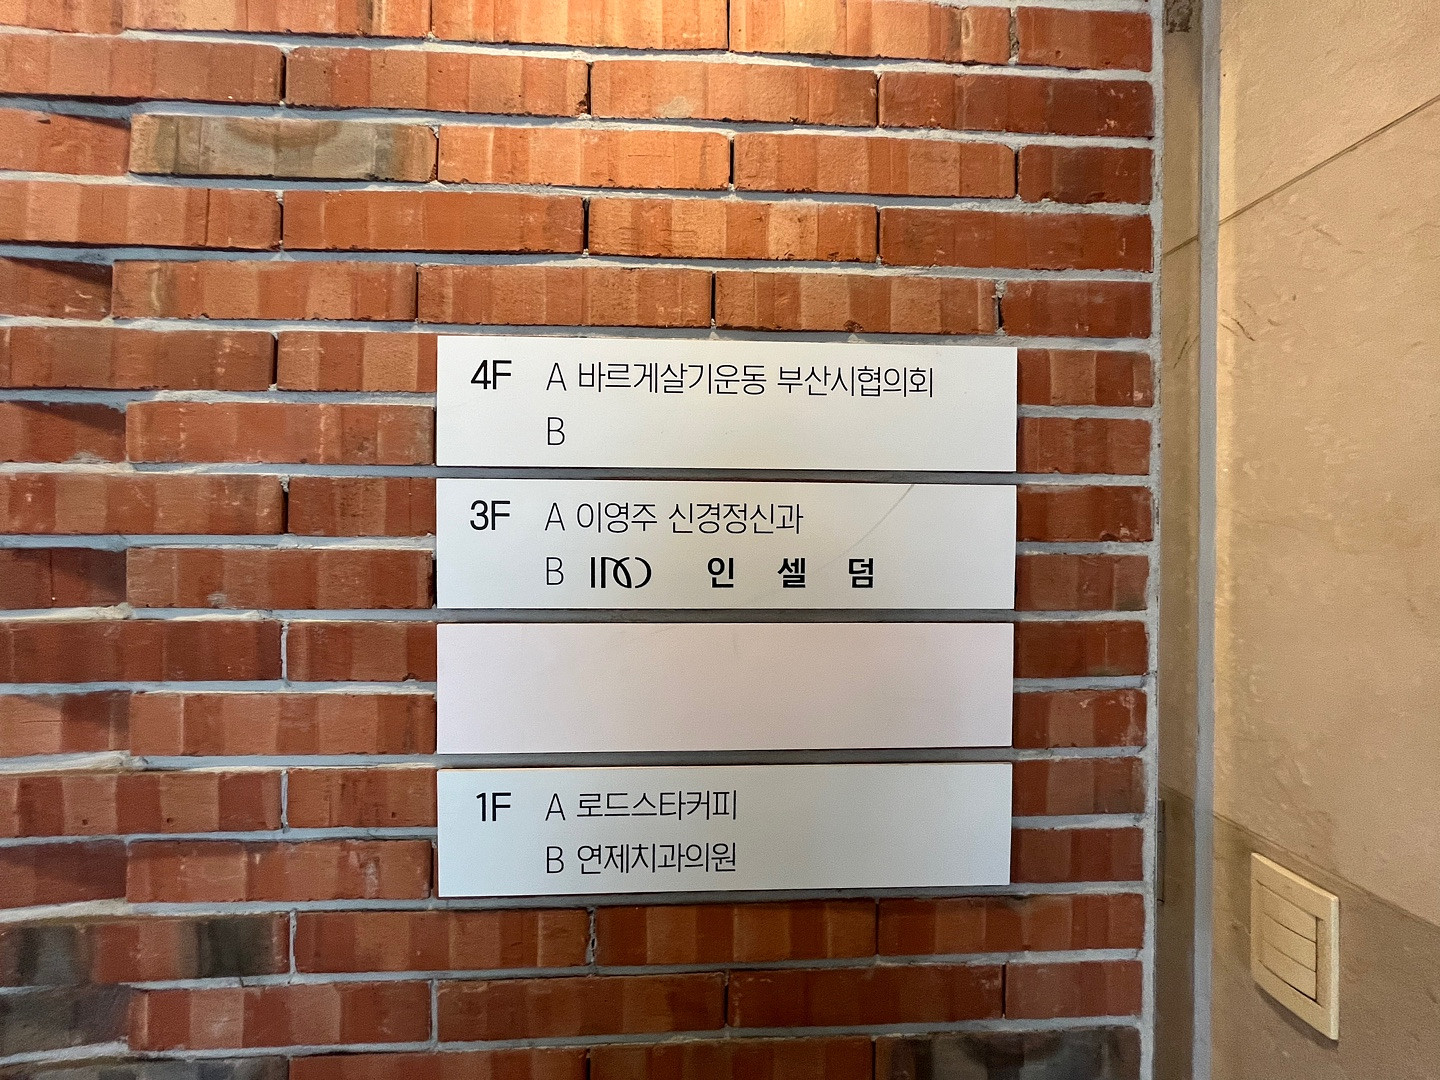 4F A 바르게살기운동 부산시협의회
B
3F A 이영주 신경정신과
B 인셀덤
1F A 로드스타커피
B 연제치과의원